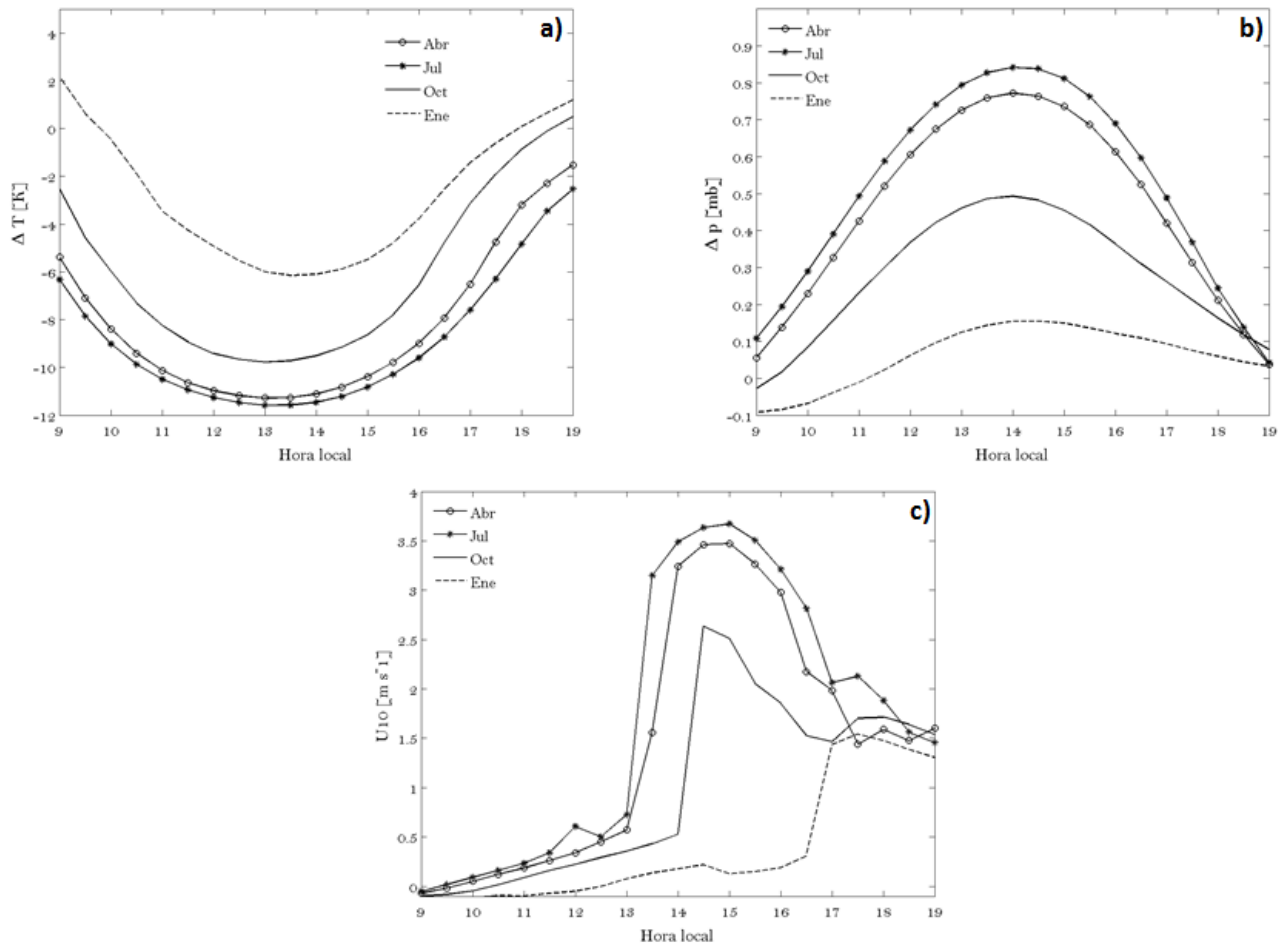 a)
Abr
Jul
Oct
Ene
4
2
0
-2
-4
-6
-8
-10
-12
Δ T [K]
9 10 11 12 13 14 15 16 17 18 19
Hora local
b)
Abr
Jul
Oct
Ene
0.9
0.8
0.7
0.6
0.5
0.4
0.3
0.2
0.1
0
-0.1
Δ p [mb]
9 10 11 12 13 14 15 16 17 18 19
Hora local
c)
Abr
Jul
Oct
Ene
4
3.5
3
2.5
2
1.5
1
0.5
0
U10 [m s⁻1]
9 10 11 12 13 14 15 16 17 18 19
Hora local